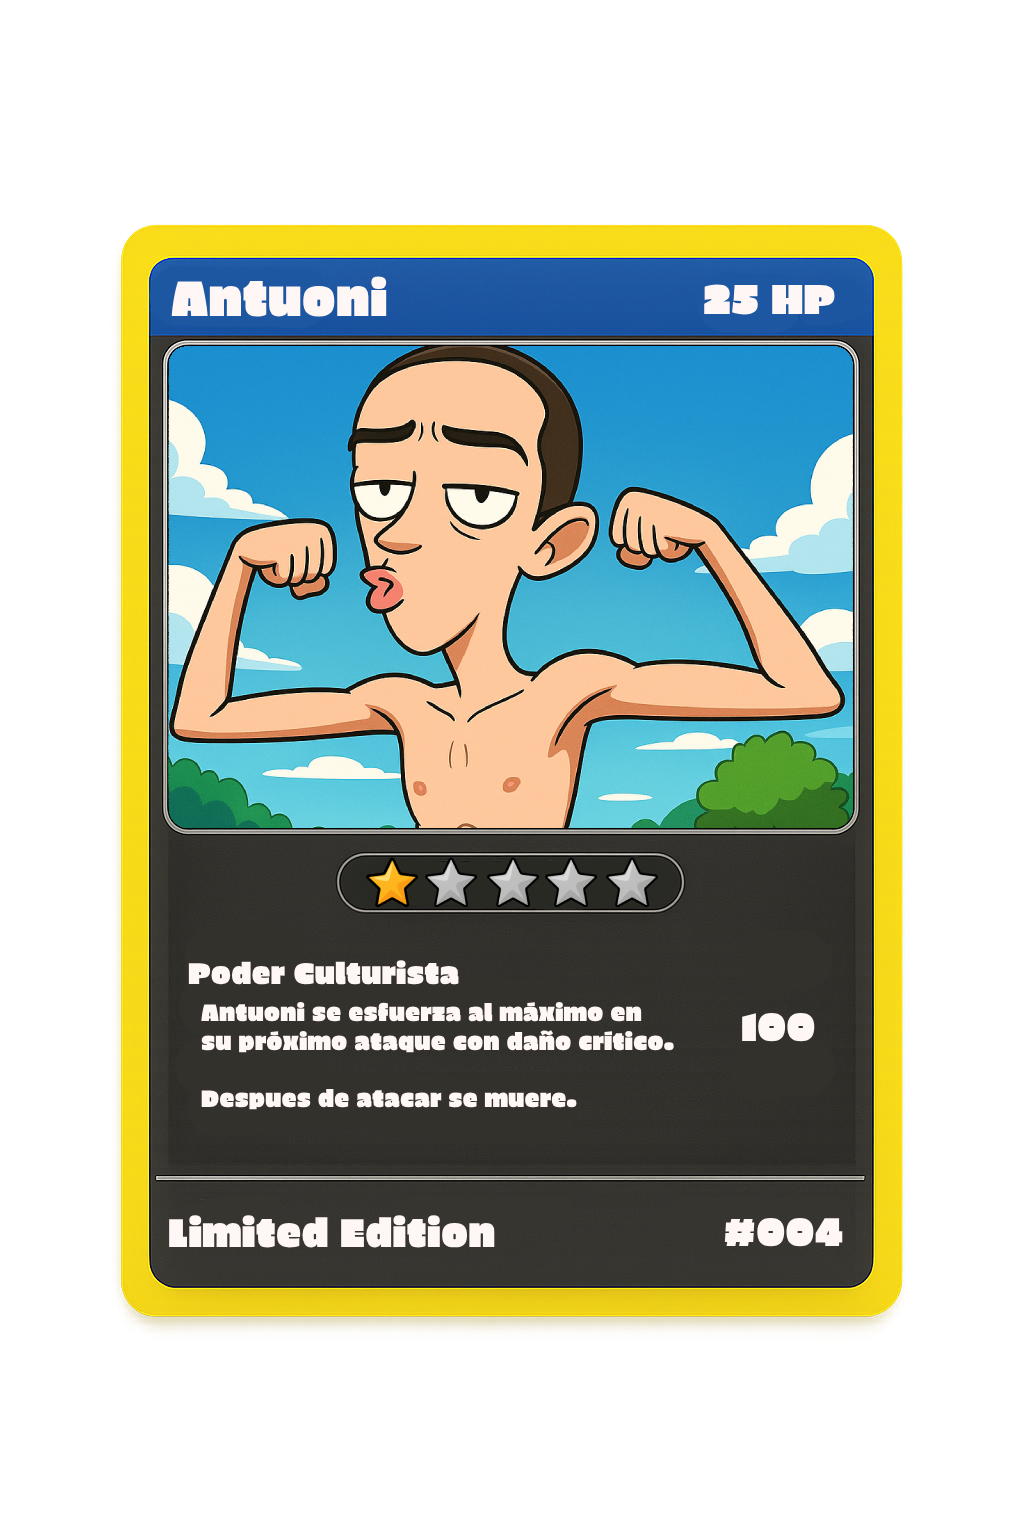 Antuoni
25 HP
Poder Culturista
Antuoni se esfuerza al máximo en
su próximo ataque con daño crítico.
100
Despues de atacar se muere.
Limited Edition
#004